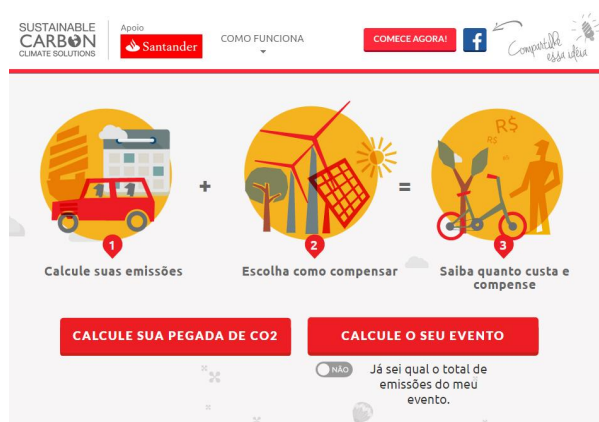 SUSTAINABLE
CARBON
CLIMATE SOLUTIONS
Apoio
Santander
COMO FUNCIONA
COMECE AGORA!
f
Compartilhe
essa idéia
R$
R$
R$
+
=
1
2
3
Calcule suas emissões
Escolha como compensar
Saiba quanto custa e
compense
CALCULE SUA PEGADA DE CO2
CALCULE O SEU EVENTO
NÃO
Já sei qual o total de
emissões do meu
evento.